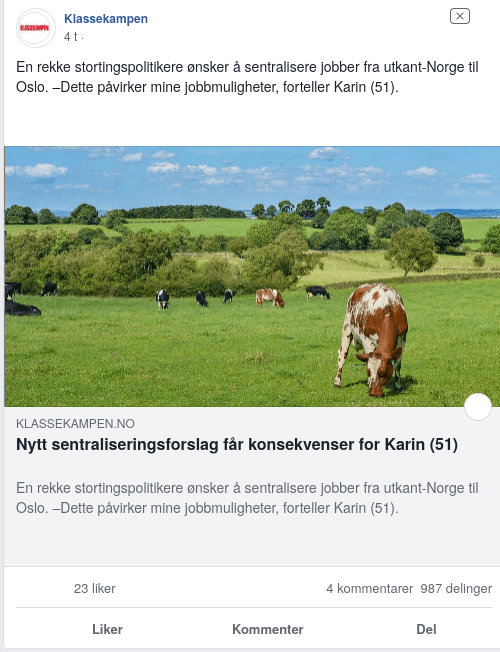 KLASSEKAMPEN
Klassekampen
4 t ·
En rekke stortingspolitikere ønsker å sentralisere jobber fra utkant-Norge til
Oslo. –Dette påvirker mine jobbmuligheter, forteller Karin (51).
KLASSEKAMPEN.NO
Nytt sentraliseringsforslag får konsekvenser for Karin (51)
En rekke stortingspolitikere ønsker å sentralisere jobber fra utkant-Norge til
Oslo. –Dette påvirker mine jobbmuligheter, forteller Karin (51).
23 liker 4 kommentarer 987 delinger
Liker Kommenter Del